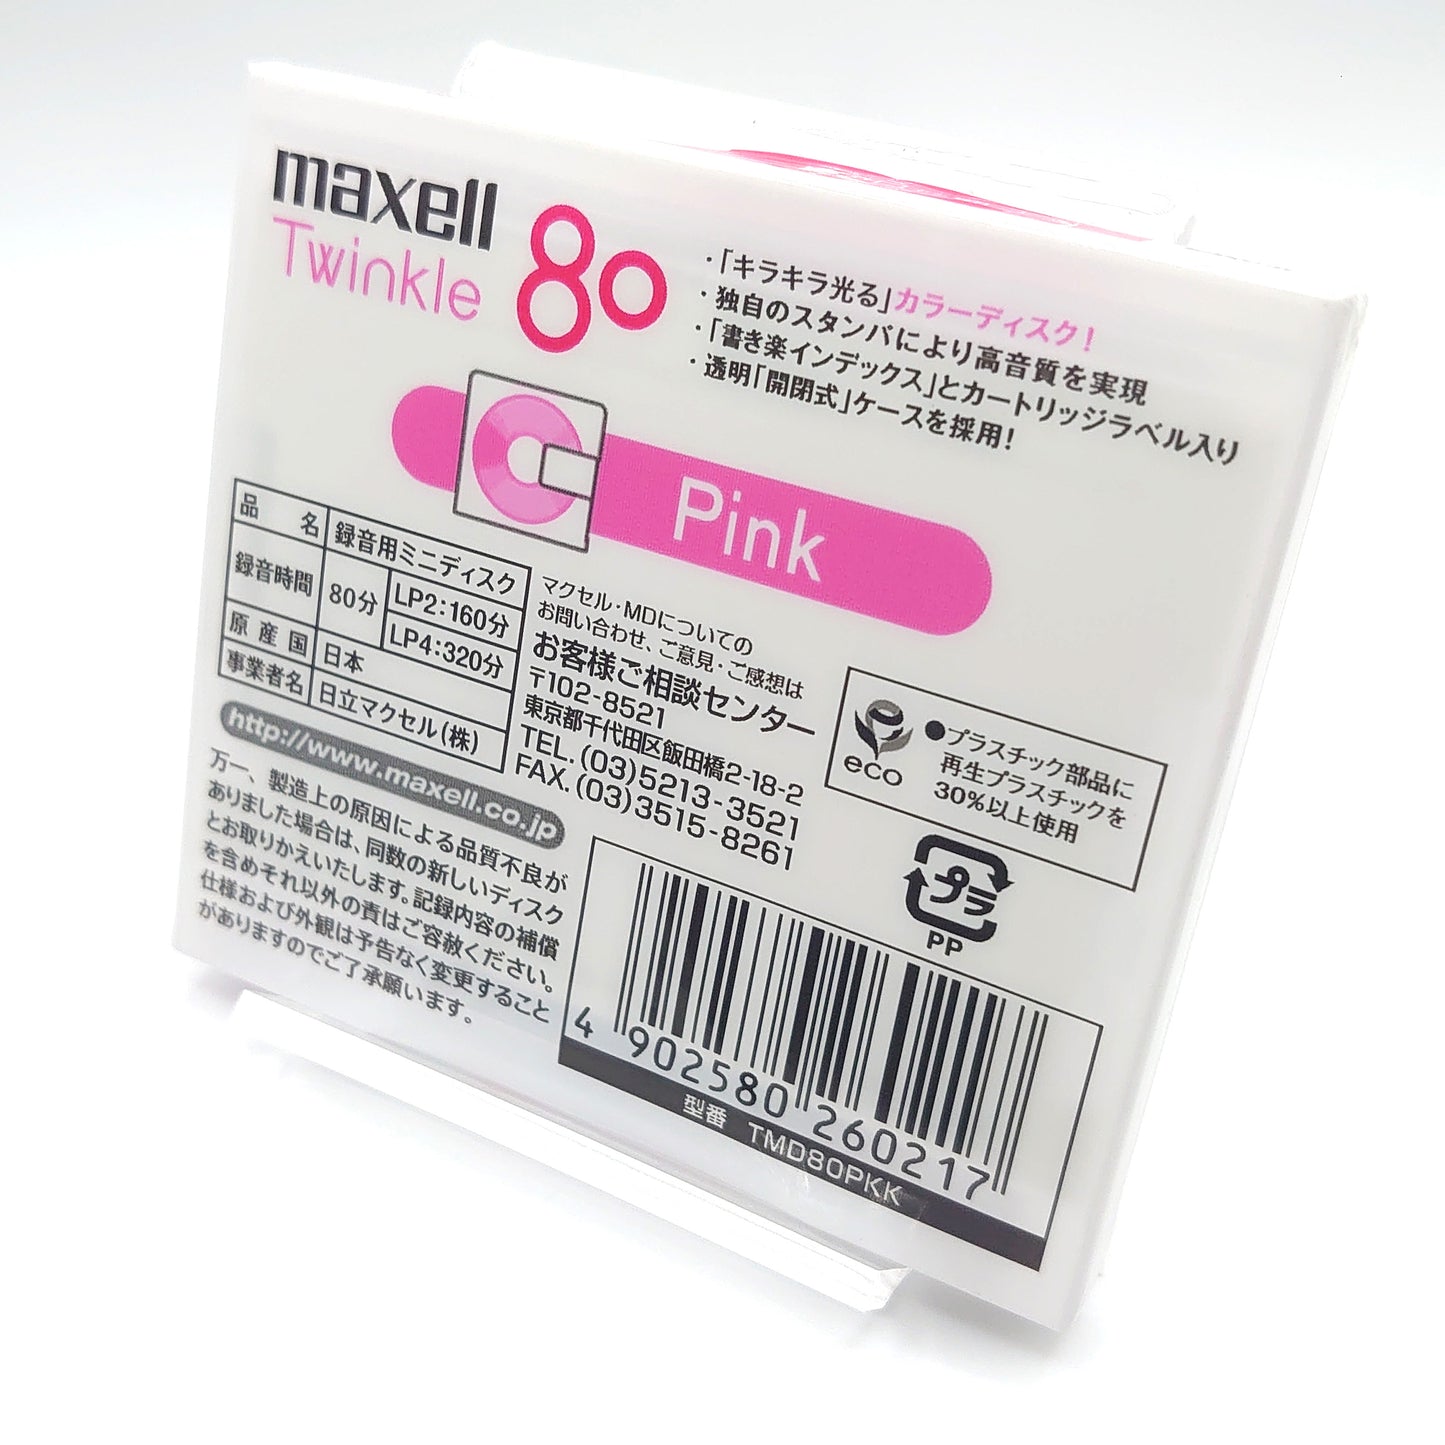 maxell
Twinkle 80
・「キラキラ光る」カラーディスク!
・独自のスタンパにより高音質を実現
・「書き楽インデックス」とカートリッジラベル入り
・透明「開閉式」ケースを採用!
Pink
品名 録音用ミニディスク
録音時間 80分 LP2:160分
LP4:320分
原産国 日本
事業者名 日立マクセル(株)
http://www.maxell.co.jp
万一、製造上の原因による品質不良が
ありました場合は、同数の新しいディスク
とお取りかえいたします。記録内容の補償
を含めそれ以外の責はご容赦ください。
仕様および外観は予告なく変更すること
がありますのでご了承願います。
マクセル・MDについての
お問い合わせ、ご意見・ご感想は
お客様ご相談センター
〒102-8521
東京都千代田区飯田橋2-18-2
TEL.(03)5213-3521
FAX.(03)3515-8261
eco
●プラスチック部品に
再生プラスチックを
30%以上使用
プラ
PP
4 902580 260217
型番 TMD80PKK